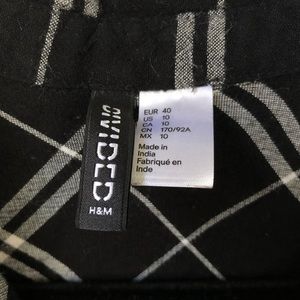 DIVIDED
H&M
EUR 40
US 10
CA 10
CN 170/92A
MX 10
Made in
India
Fabriqué en
Inde